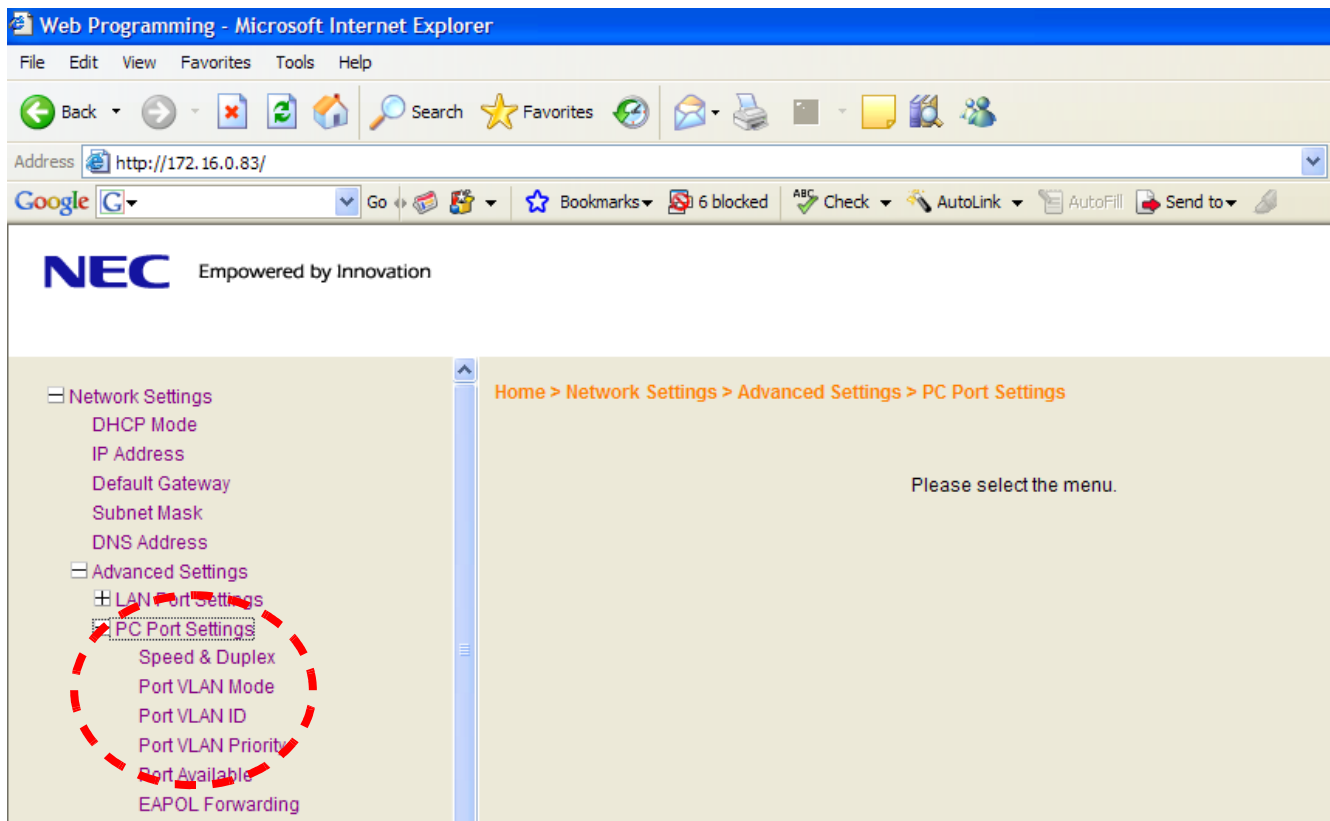 Web Programming - Microsoft Internet Explorer
File Edit View Favorites Tools Help
Back Search Favorites
Address http://172.16.0.83/
Google G Go Bookmarks 6 blocked ABC Check AutoLink AutoFill Send to
NEC Empowered by Innovation
Home > Network Settings > Advanced Settings > PC Port Settings
Please select the menu.
Network Settings
DHCP Mode
IP Address
Default Gateway
Subnet Mask
DNS Address
Advanced Settings
LAN Port Settings
PC Port Settings
Speed & Duplex
Port VLAN Mode
Port VLAN ID
Port VLAN Priority
Port Available
EAPOL Forwarding